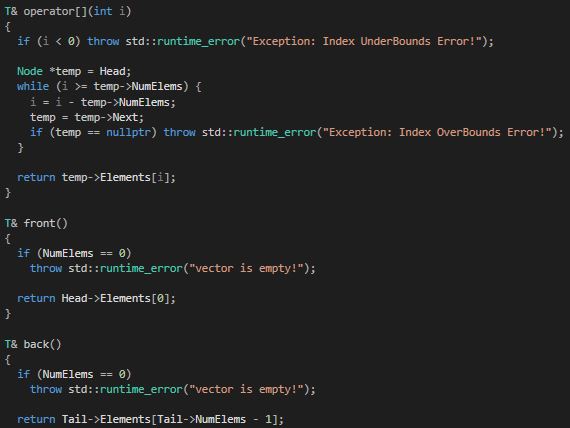 T& operator[](int i)
{
  if (i < 0) throw std::runtime_error("Exception: Index UnderBounds Error!");

  Node *temp = Head;
  while (i >= temp->NumElems) {
    i = i - temp->NumElems;
    temp = temp->Next;
    if (temp == nullptr) throw std::runtime_error("Exception: Index OverBounds Error!");
  }

  return temp->Elements[i];
}

T& front()
{
  if (NumElems == 0)
    throw std::runtime_error("vector is empty!");

  return Head->Elements[0];
}

T& back()
{
  if (NumElems == 0)
    throw std::runtime_error("vector is empty!");

  return Tail->Elements[Tail->NumElems - 1];